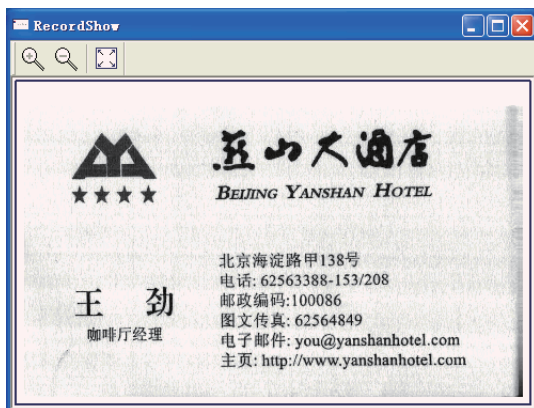 RecordShow
燕山大酒店
BEIJING YANSHAN HOTEL
北京海淀路甲138号
电话: 62563388-153/208
邮政编码:100086
图文传真: 62564849
电子邮件: you@yanshanhotel.com
主页: http://www.yanshanhotel.com
王 劲
咖啡厅经理